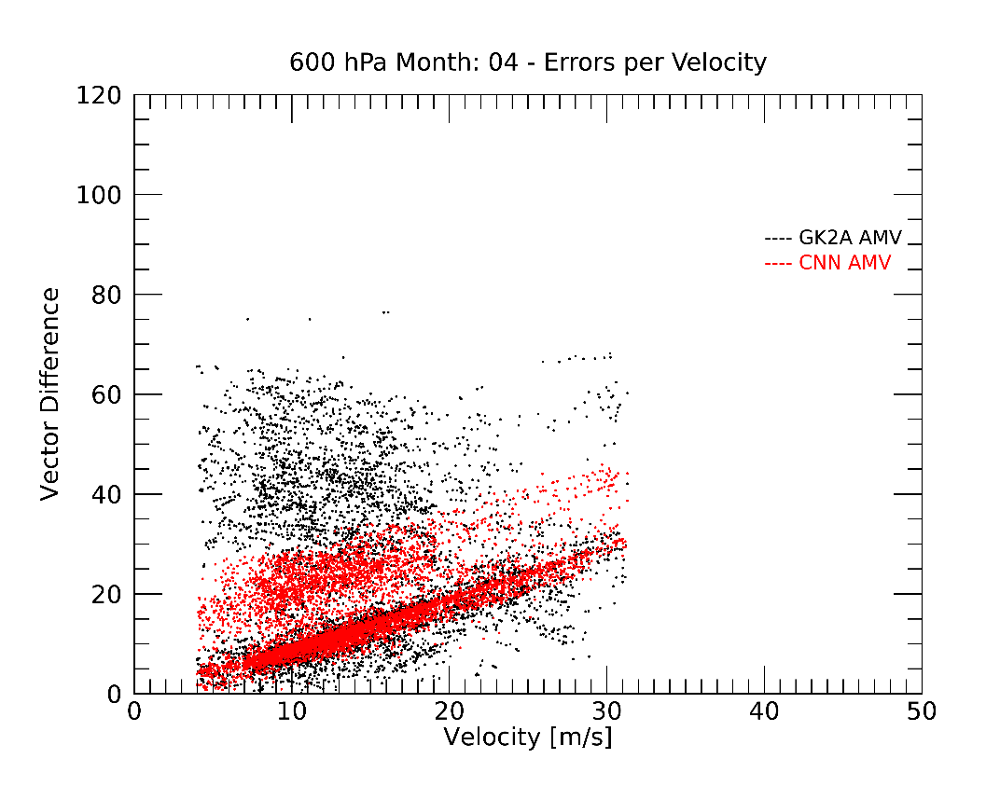 600 hPa Month: 04 - Errors per Velocity
120
100
80
60
40
20
0
Vector Difference
---- GK2A AMV
---- CNN AMV
0 10 20 30 40 50
Velocity [m/s]